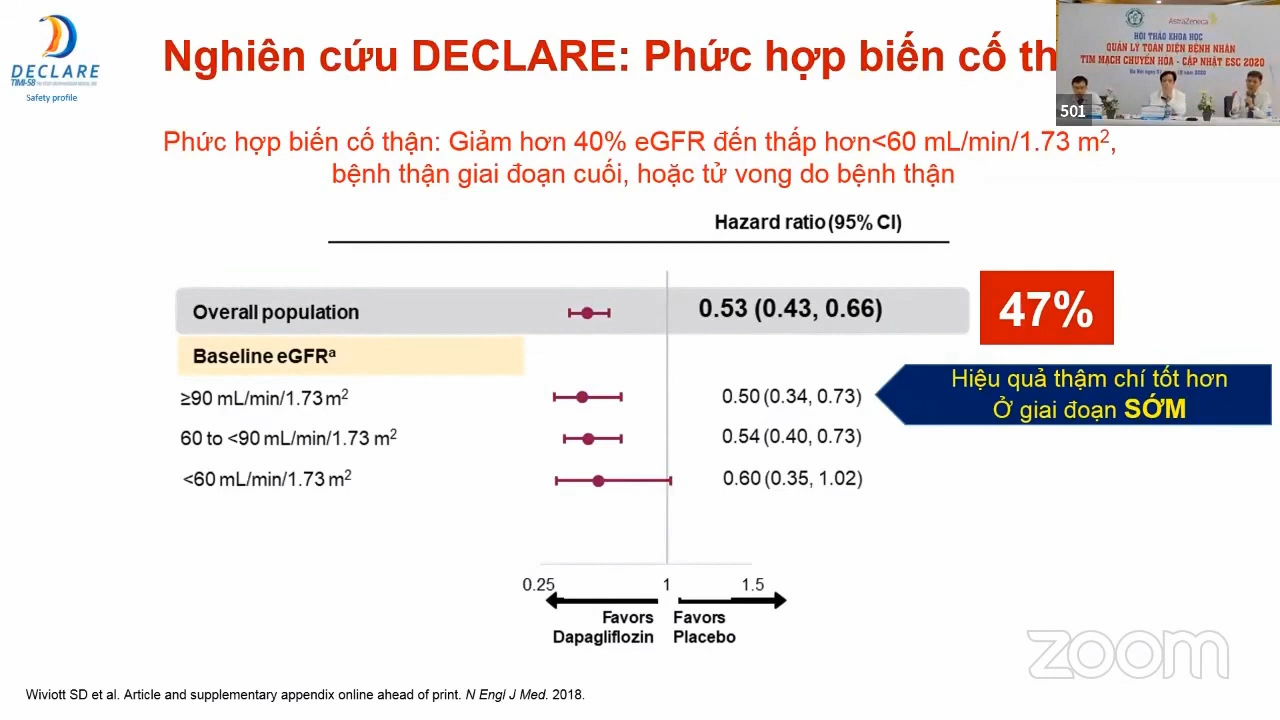 DECLARE
TIMI-58
Safety profile
Nghiên cứu DECLARE: Phức hợp biến cố th
AstraZeneca
HỘI THẢO KHOA HỌC
QUẢN LÝ TOÀN DIỆN BỆNH NHÂN
TIM MẠCH CHUYỂN HÓA - CẬP NHẬT ESC 2020
501
Phức hợp biến cố thận: Giảm hơn 40% eGFR đến thấp hơn<60 mL/min/1.73 m²,
bệnh thận giai đoạn cuối, hoặc tử vong do bệnh thận
Hazard ratio (95% CI)
Overall population 0.53 (0.43, 0.66) 47%
Baseline eGFRᵃ
≥90 mL/min/1.73 m² 0.50 (0.34, 0.73)
60 to <90 mL/min/1.73 m² 0.54 (0.40, 0.73)
<60 mL/min/1.73 m² 0.60 (0.35, 1.02)
Hiệu quả thậm chí tốt hơn
Ở giai đoạn SỚM
0.25 1 1.5
Favors Favors
Dapagliflozin Placebo
zoom
Wiviott SD et al. Article and supplementary appendix online ahead of print. N Engl J Med. 2018.